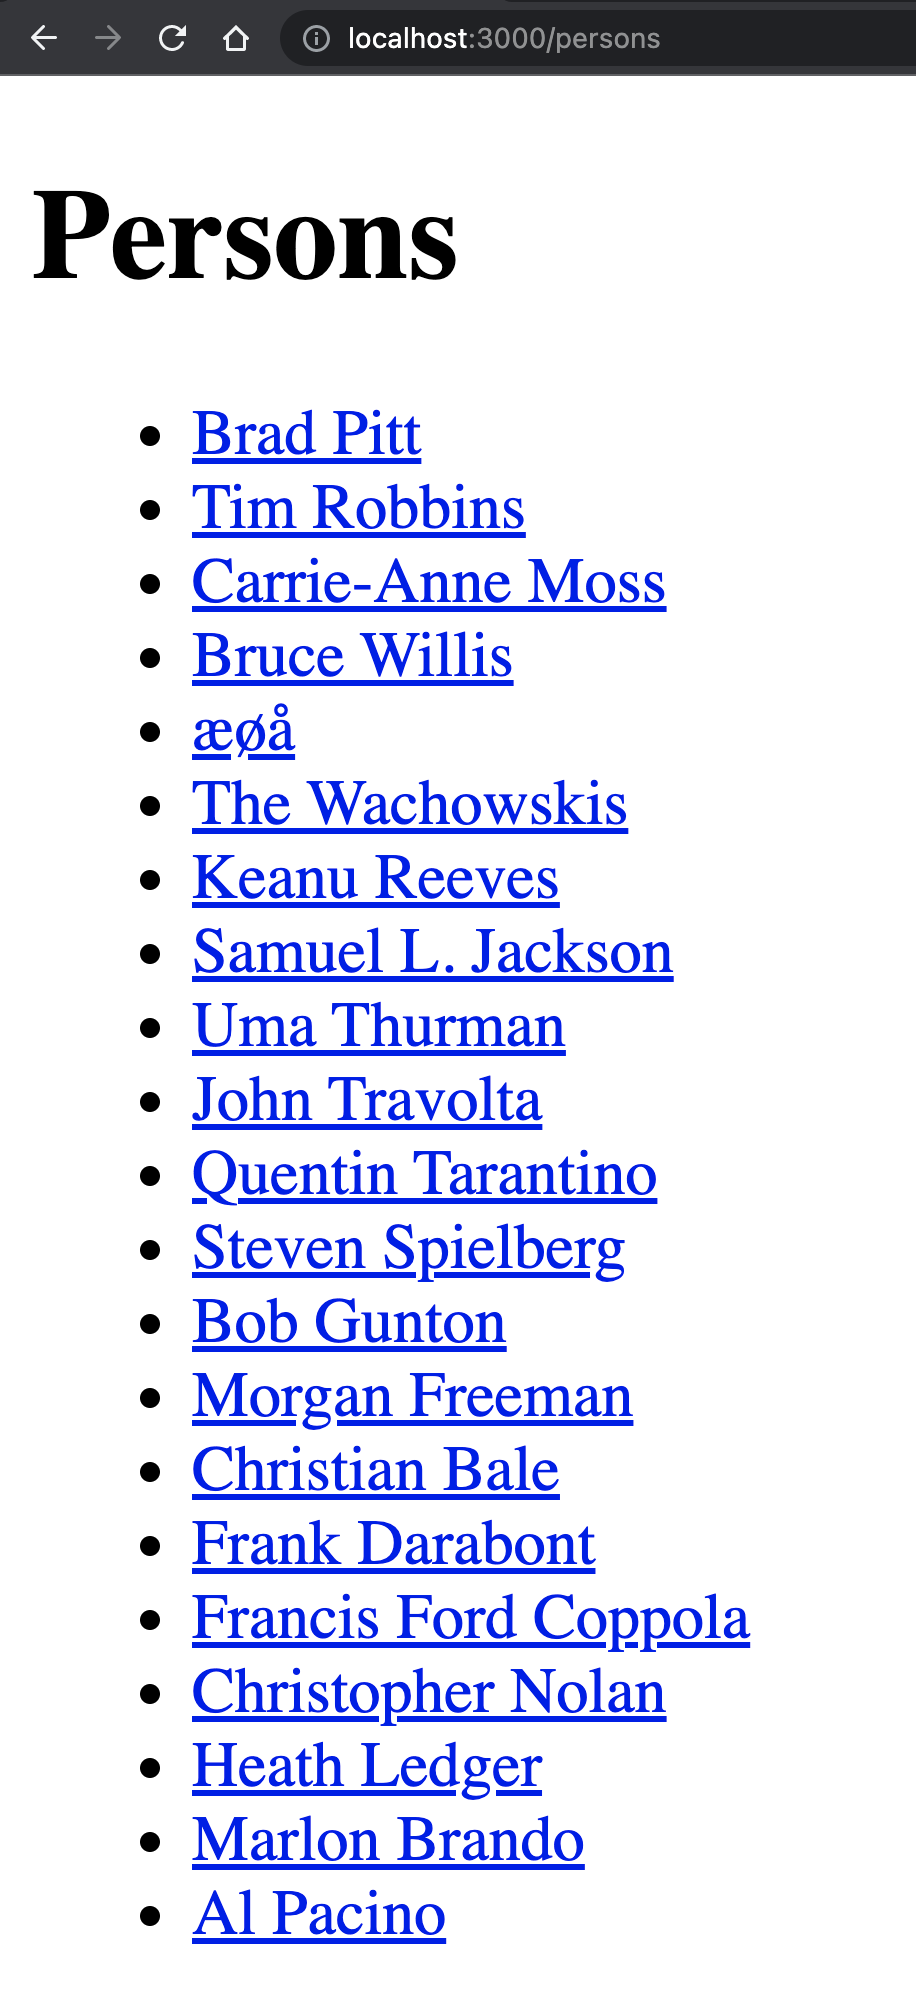 localhost:3000/persons
Persons
Brad Pitt
Tim Robbins
Carrie-Anne Moss
Bruce Willis
æøå
The Wachowskis
Keanu Reeves
Samuel L. Jackson
Uma Thurman
John Travolta
Quentin Tarantino
Steven Spielberg
Bob Gunton
Morgan Freeman
Christian Bale
Frank Darabont
Francis Ford Coppola
Christopher Nolan
Heath Ledger
Marlon Brando
Al Pacino